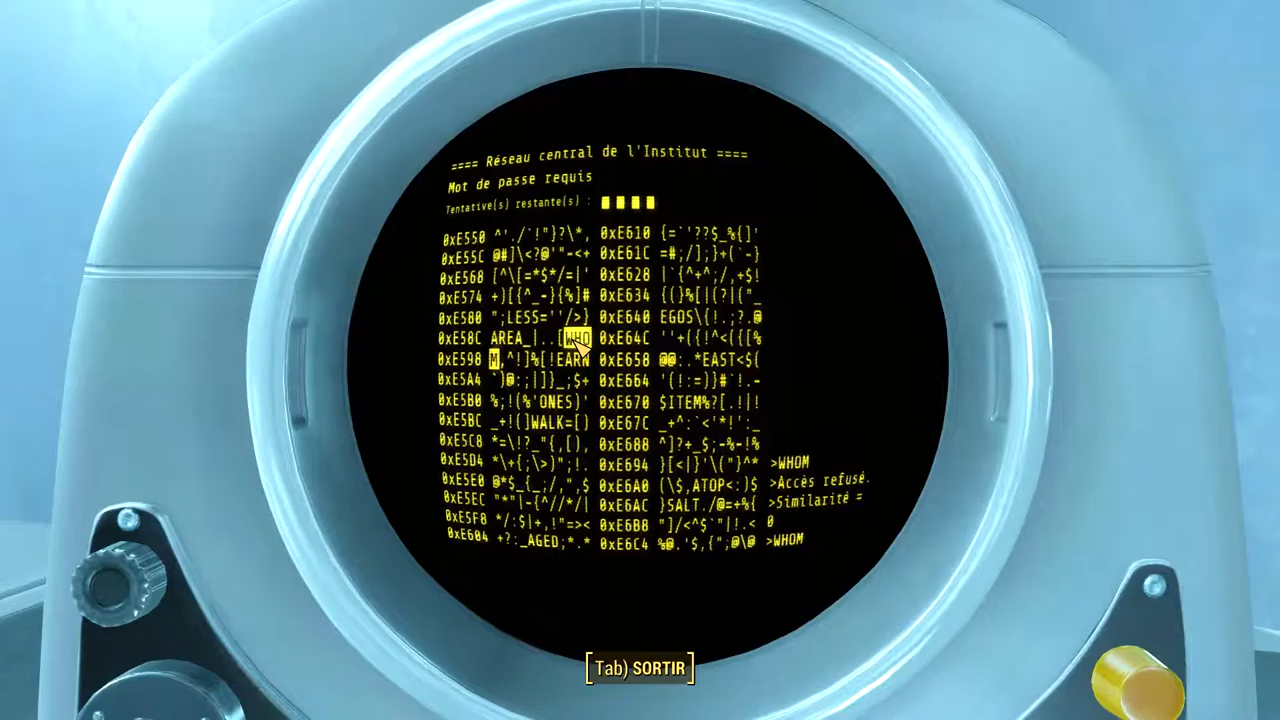 ==== Réseau central de l'Institut ====
Mot de passe requis
Tentative(s) restante(s) :
0xE550 ^'./`!"}?\*, 0xE610 {=`'??$_%{]'
0xE55C @#]\<?@'"-<+ 0xE61C =#;/];}+(`-}
0xE568 [^\[=*$*/=|' 0xE628 |`{^+^;/,+$!
0xE574 +)[{^_-}{%]# 0xE634 {(}%[|(?|("_
0xE580 ";LESS=''/>} 0xE640 EGOS\{!.;?.@
0xE58C AREA_|..[WHO 0xE64C ''+({!^<({[%
0xE598 M,^!]%[!EARN 0xE658 @@:.*EAST<$(
0xE5A4 `)@:;|]}_;$+ 0xE664 '(!:=)}#`!.-
0xE5B0 %;!(%'ONES)' 0xE670 $ITEM%?[.!|!
0xE5BC _+!(]WALK=[) 0xE67C _+^:`<'*!':_
0xE5C8 *=\!?_"{,[), 0xE688 ^]?+_$;-%-!%
0xE5D4 *\+{;\>)";!. 0xE694 }[<|}'\("}^* >WHOM
0xE5E0 @*$_{_;/,",$ 0xE6A0 (\$,ATOP<:)$ >Accès refusé.
0xE5EC "*"|-{^//*/| 0xE6AC }SALT./@=+%{ >Similarité =
0xE5F8 */:$|+,!"=>< 0xE6B8 "]/<^$`"|!.< 0
0xE604 +?:_AGED;*.* 0xE6C4 %@.'$,{";@\@ >WHOM
Tab) SORTIR